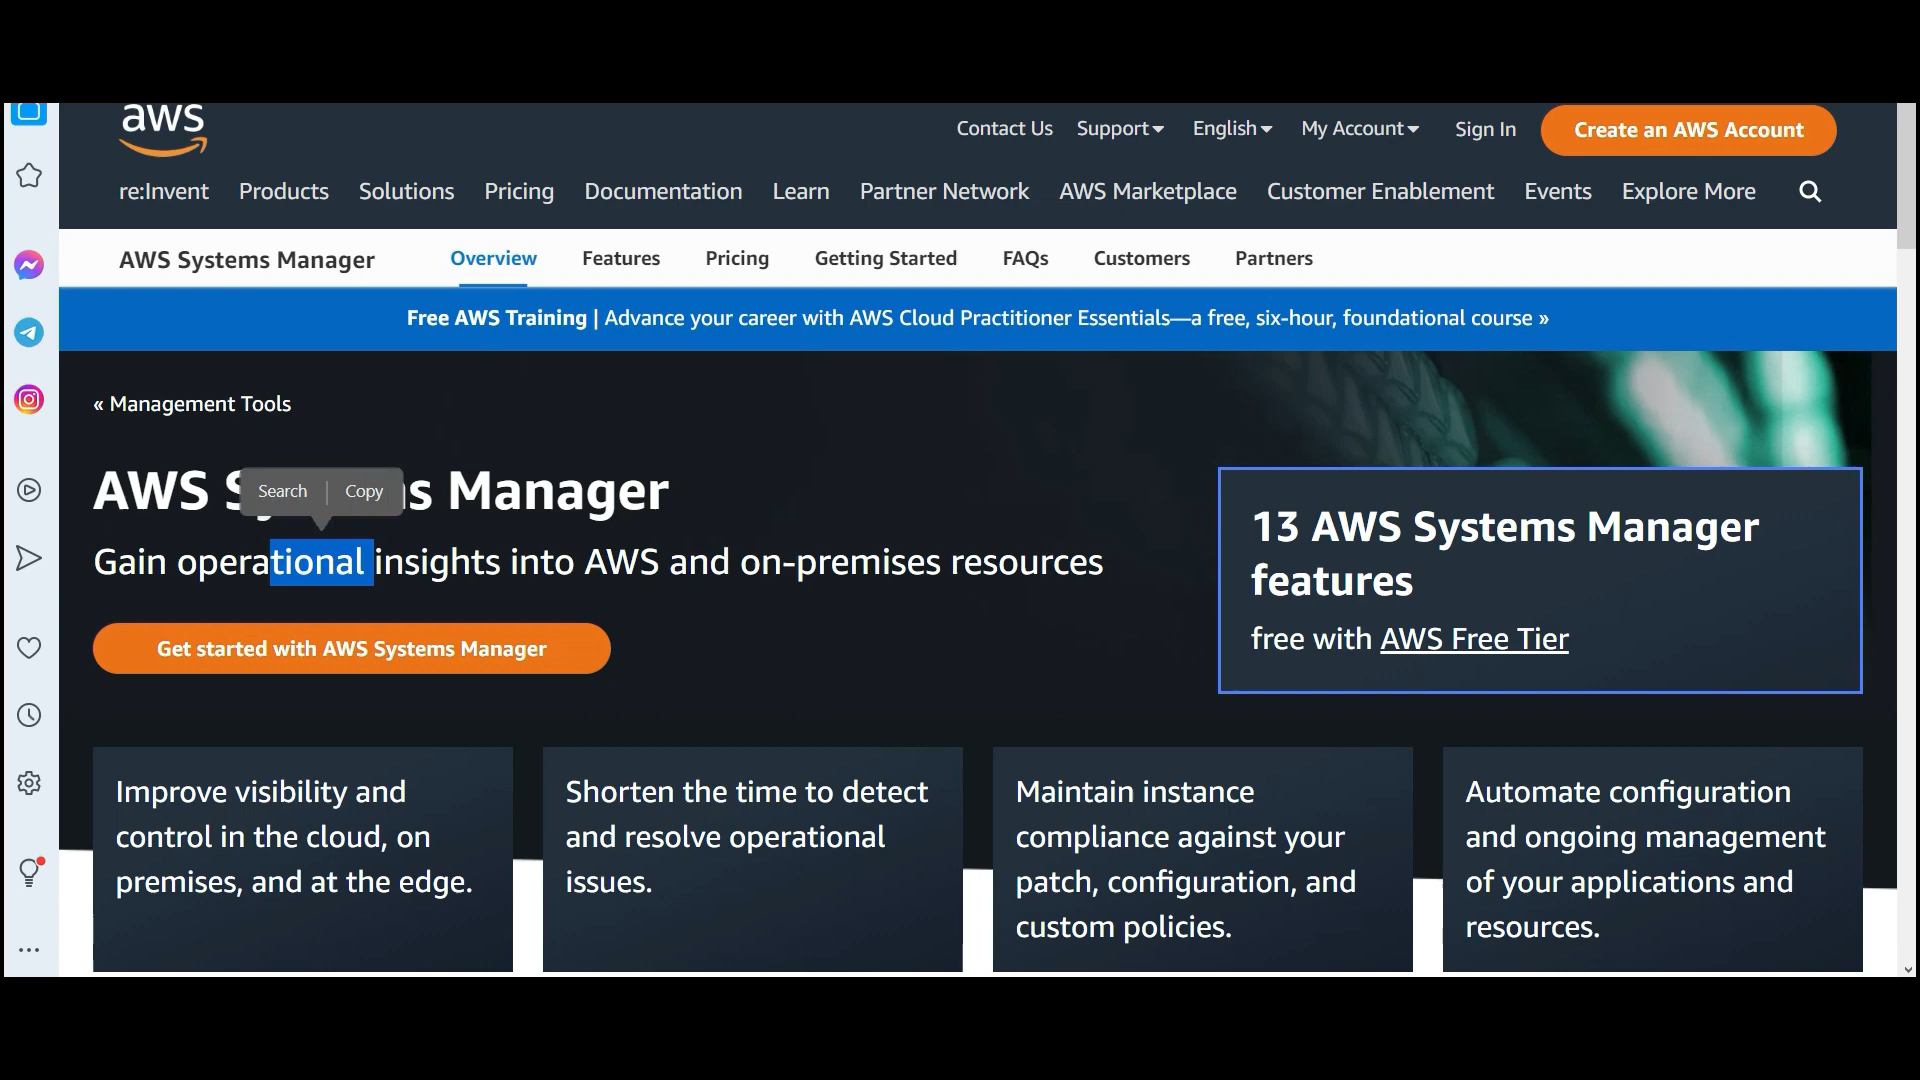 aws
Contact Us Support English My Account Sign In Create an AWS Account
re:Invent Products Solutions Pricing Documentation Learn Partner Network AWS Marketplace Customer Enablement Events Explore More
AWS Systems Manager Overview Features Pricing Getting Started FAQs Customers Partners
Free AWS Training | Advance your career with AWS Cloud Practitioner Essentials—a free, six-hour, foundational course »
« Management Tools
AWS S s Manager
Search Copy
Gain operational insights into AWS and on-premises resources
Get started with AWS Systems Manager
13 AWS Systems Manager
features
free with AWS Free Tier
Improve visibility and
control in the cloud, on
premises, and at the edge.
Shorten the time to detect
and resolve operational
issues.
Maintain instance
compliance against your
patch, configuration, and
custom policies.
Automate configuration
and ongoing management
of your applications and
resources.